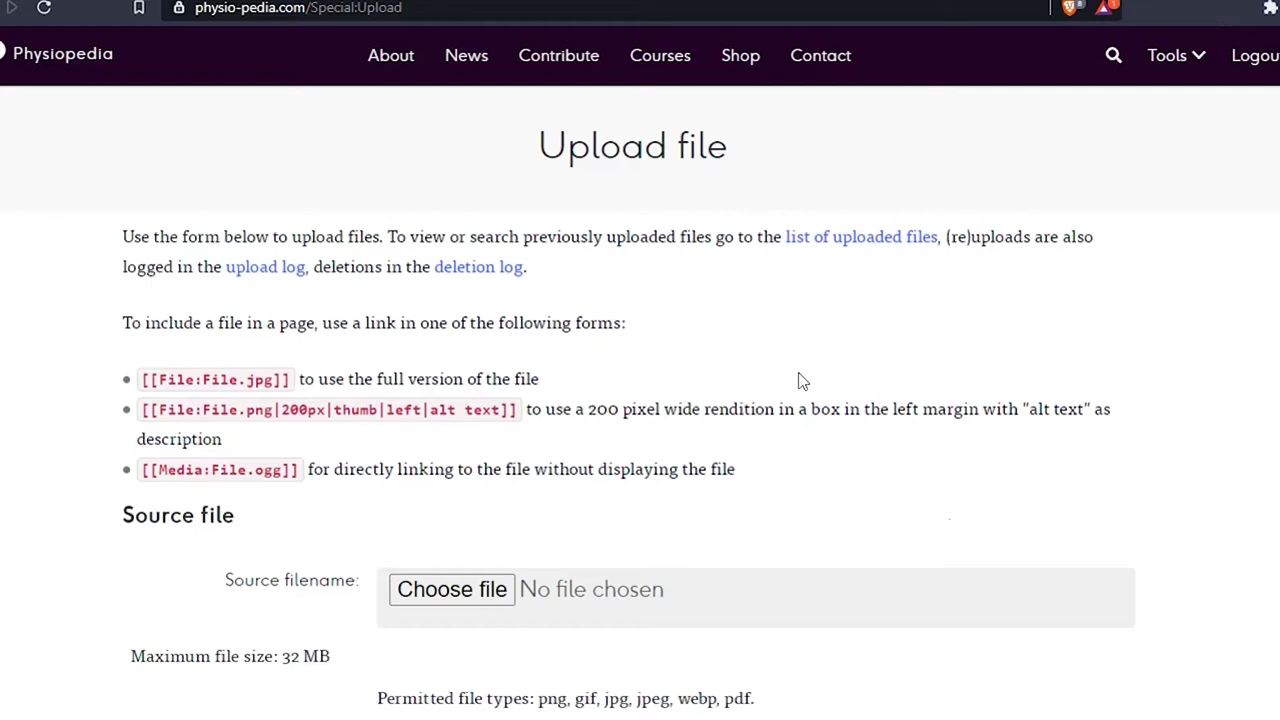 physio-pedia.com/Special:Upload
8
1
Physiopedia
About News Contribute Courses Shop Contact
Tools
Logou
Upload file
Use the form below to upload files. To view or search previously uploaded files go to the list of uploaded files, (re)uploads are also
logged in the upload log, deletions in the deletion log.
To include a file in a page, use a link in one of the following forms:
[[File:File.jpg]] to use the full version of the file
[[File:File.png|200px|thumb|left|alt text]] to use a 200 pixel wide rendition in a box in the left margin with “alt text” as
description
[[Media:File.ogg]] for directly linking to the file without displaying the file
Source file
Source filename:
Choose file No file chosen
Maximum file size: 32 MB
Permitted file types: png, gif, jpg, jpeg, webp, pdf.